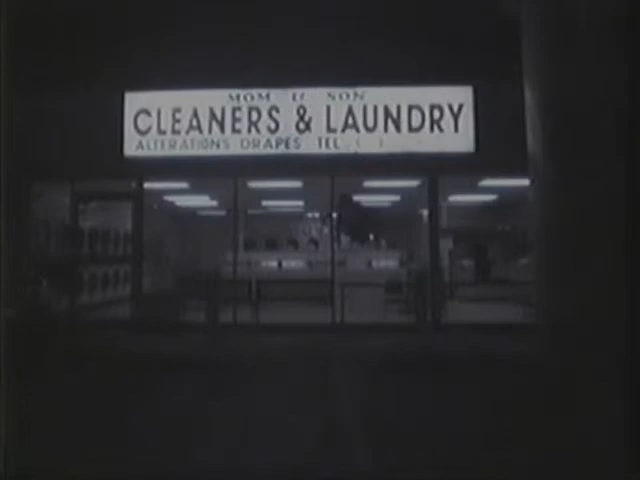 MOM & SON
CLEANERS & LAUNDRY
ALTERATIONS DRAPES TEL. ( )